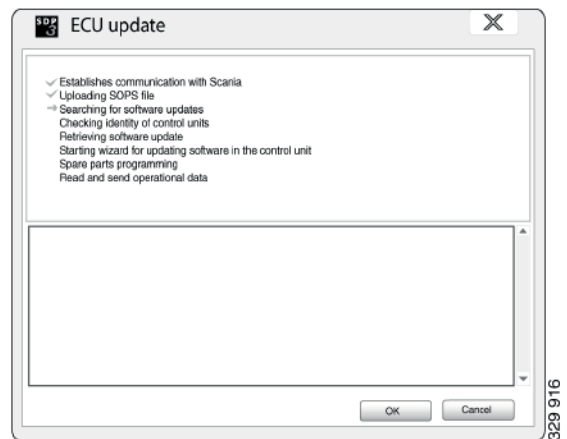 SDP
3
ECU update
Establishes communication with Scania
Uploading SOPS file
Searching for software updates
Checking identity of control units
Retrieving software update
Starting wizard for updating software in the control unit
Spare parts programming
Read and send operational data
OK
Cancel
329 916